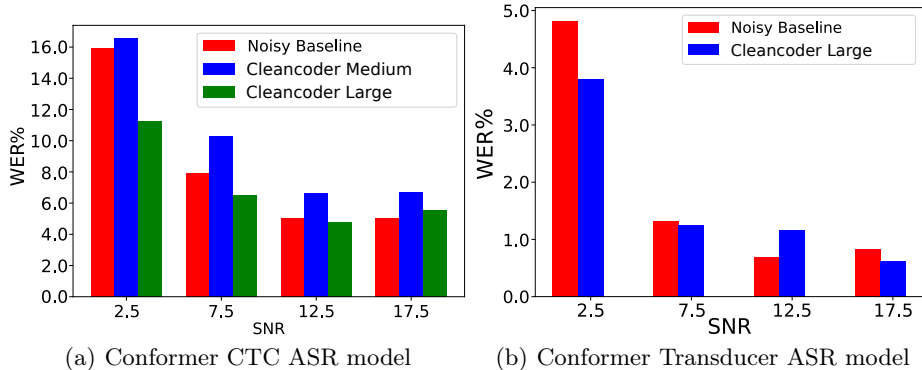 16.0
14.0
12.0
10.0
8.0
6.0
4.0
2.0
0.0
WER%
Noisy Baseline
Cleancoder Medium
Cleancoder Large
2.5 7.5 12.5 17.5
SNR
(a) Conformer CTC ASR model
5.0
4.0
3.0
2.0
1.0
0.0
WER%
Noisy Baseline
Cleancoder Large
2.5 7.5 12.5 17.5
SNR
(b) Conformer Transducer ASR model